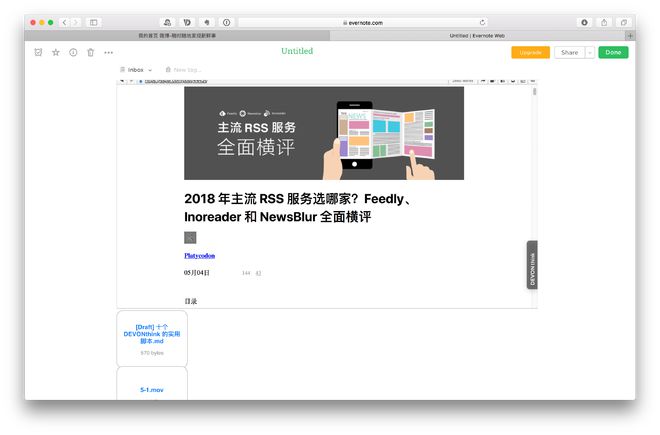 evernote.com
我的首页 微博-随时随地发现新鲜事
Untitled | Evernote Web
Untitled
Upgrade
Share
Done
Inbox
New tag...
Feedly
Newsblur
Inoreader
NEWS
主流 RSS 服务
全面横评
2018 年主流 RSS 服务选哪家？Feedly、
Inoreader 和 NewsBlur 全面横评
Platycodon
05月04日
144
42
目录
DEVONthink
[Draft] 十个
DEVONthink 的实用
脚本.md
570 bytes
5-1.mov